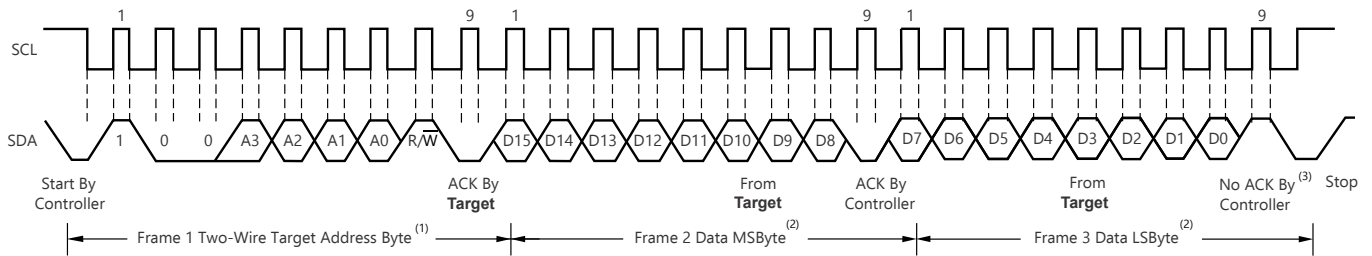 1 9 1 9 1 9
SCL
SDA 1 0 0 A3 A2 A1 A0 R/W̅ D15 D14 D13 D12 D11 D10 D9 D8 D7 D6 D5 D4 D3 D2 D1 D0
Start By
Controller
ACK By
Target
From
Target
ACK By
Controller
From
Target
No ACK By (3)
Controller
Stop
Frame 1 Two-Wire Target Address Byte (1)
Frame 2 Data MSByte (2)
Frame 3 Data LSByte (2)